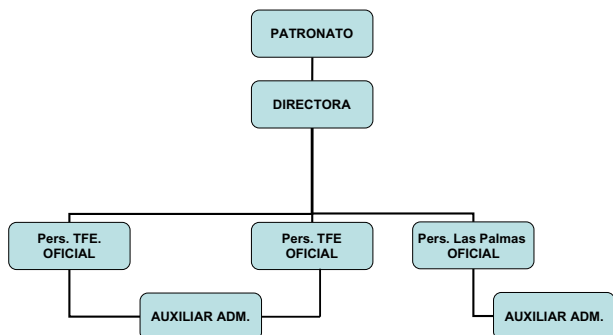 PATRONATO
DIRECTORA
Pers. TFE.
OFICIAL
Pers. TFE
OFICIAL
Pers. Las Palmas
OFICIAL
AUXILIAR ADM.
AUXILIAR ADM.